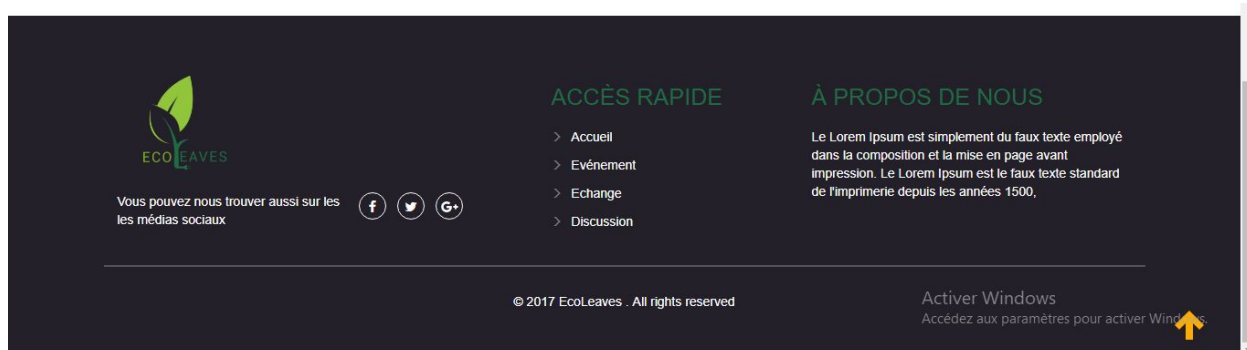 ECOLEAVES
Vous pouvez nous trouver aussi sur les
les médias sociaux
f
G+
ACCÈS RAPIDE
Accueil
Evénement
Echange
Discussion
À PROPOS DE NOUS
Le Lorem Ipsum est simplement du faux texte employé
dans la composition et la mise en page avant
impression. Le Lorem Ipsum est le faux texte standard
de l'imprimerie depuis les années 1500,
© 2017 EcoLeaves . All rights reserved
Activer Windows
Accédez aux paramètres pour activer Windows.